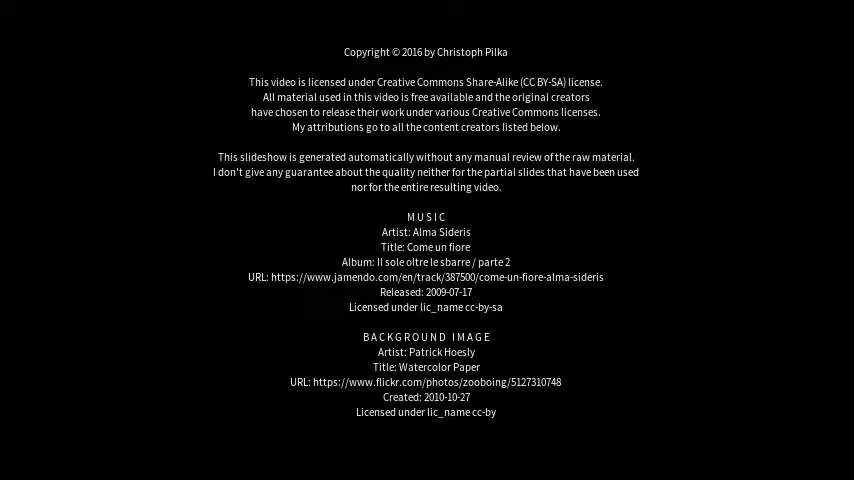 Copyright © 2016 by Christoph Pilka
This video is licensed under Creative Commons Share-Alike (CC BY-SA) license.
All material used in this video is free available and the original creators
have chosen to release their work under various Creative Commons licenses.
My attributions go to all the content creators listed below.
This slideshow is generated automatically without any manual review of the raw material.
I don't give any guarantee about the quality neither for the partial slides that have been used
nor for the entire resulting video.
MUSIC
Artist: Alma Sideris
Title: Come un fiore
Album: Il sole oltre le sbarre / parte 2
URL: https://www.jamendo.com/en/track/387500/come-un-fiore-alma-sideris
Released: 2009-07-17
Licensed under lic_name cc-by-sa
BACKGROUND IMAGE
Artist: Patrick Hoesly
Title: Watercolor Paper
URL: https://www.flickr.com/photos/zooboing/5127310748
Created: 2010-10-27
Licensed under lic_name cc-by